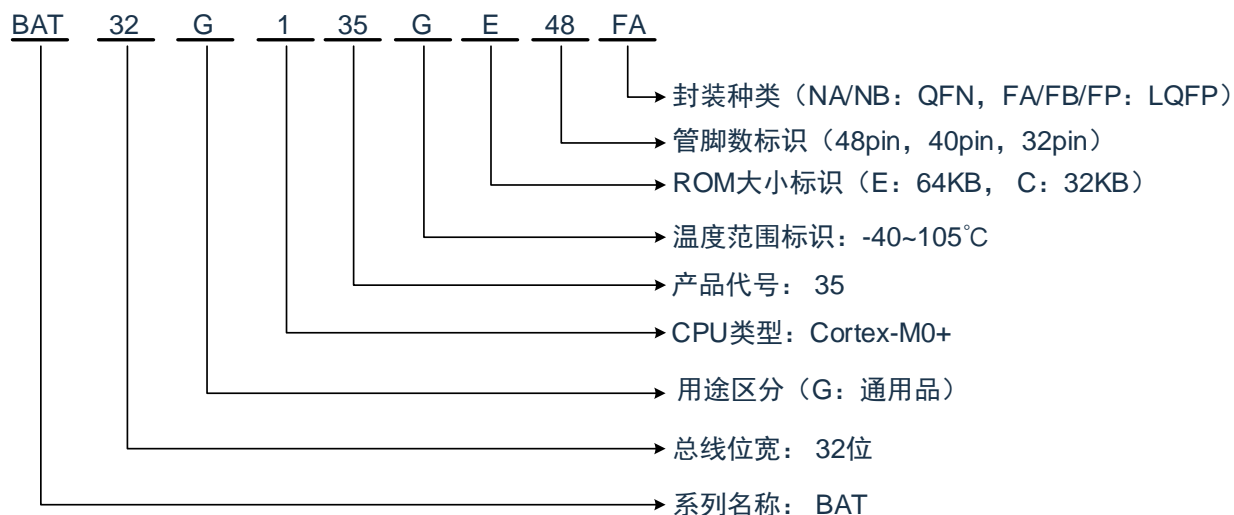 BAT 32 G 1 35 G E 48 FA
封装种类（NA/NB：QFN，FA/FB/FP：LQFP）
管脚数标识（48pin，40pin，32pin）
ROM大小标识（E：64KB， C：32KB）
温度范围标识：-40~105℃
产品代号： 35
CPU类型：Cortex-M0+
用途区分（G：通用品）
总线位宽： 32位
系列名称： BAT